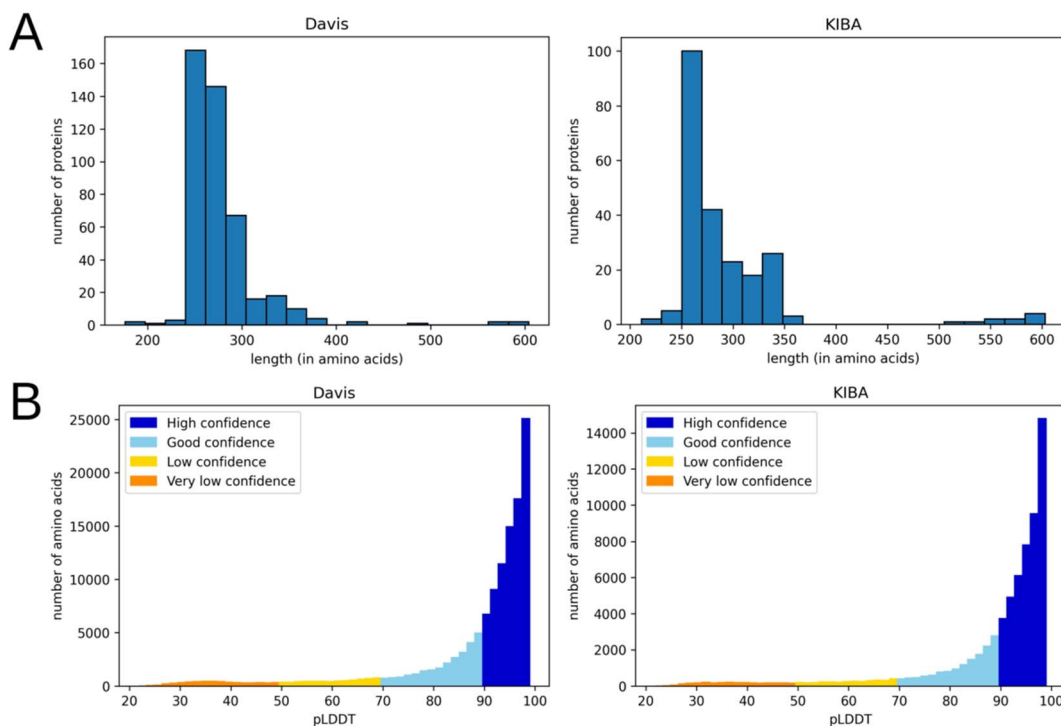 A
Davis
number of proteins
160
140
120
100
80
60
40
20
0
200 300 400 500 600
length (in amino acids)
KIBA
number of proteins
100
80
60
40
20
0
200 250 300 350 400 450 500 550 600
length (in amino acids)
B
Davis
number of amino acids
25000
20000
15000
10000
5000
0
High confidence
Good confidence
Low confidence
Very low confidence
20 30 40 50 60 70 80 90 100
pLDDT
KIBA
number of amino acids
14000
12000
10000
8000
6000
4000
2000
0
High confidence
Good confidence
Low confidence
Very low confidence
20 30 40 50 60 70 80 90 100
pLDDT